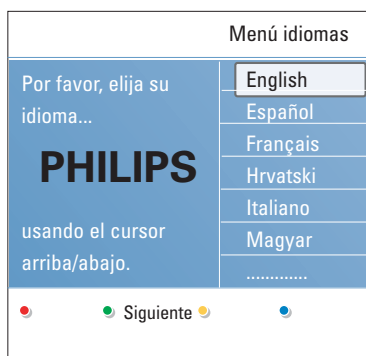 Menú idiomas
Por favor, elija su
idioma...
PHILIPS
usando el cursor
arriba/abajo.
English
Español
Français
Hrvatski
Italiano
Magyar
.............
Siguiente